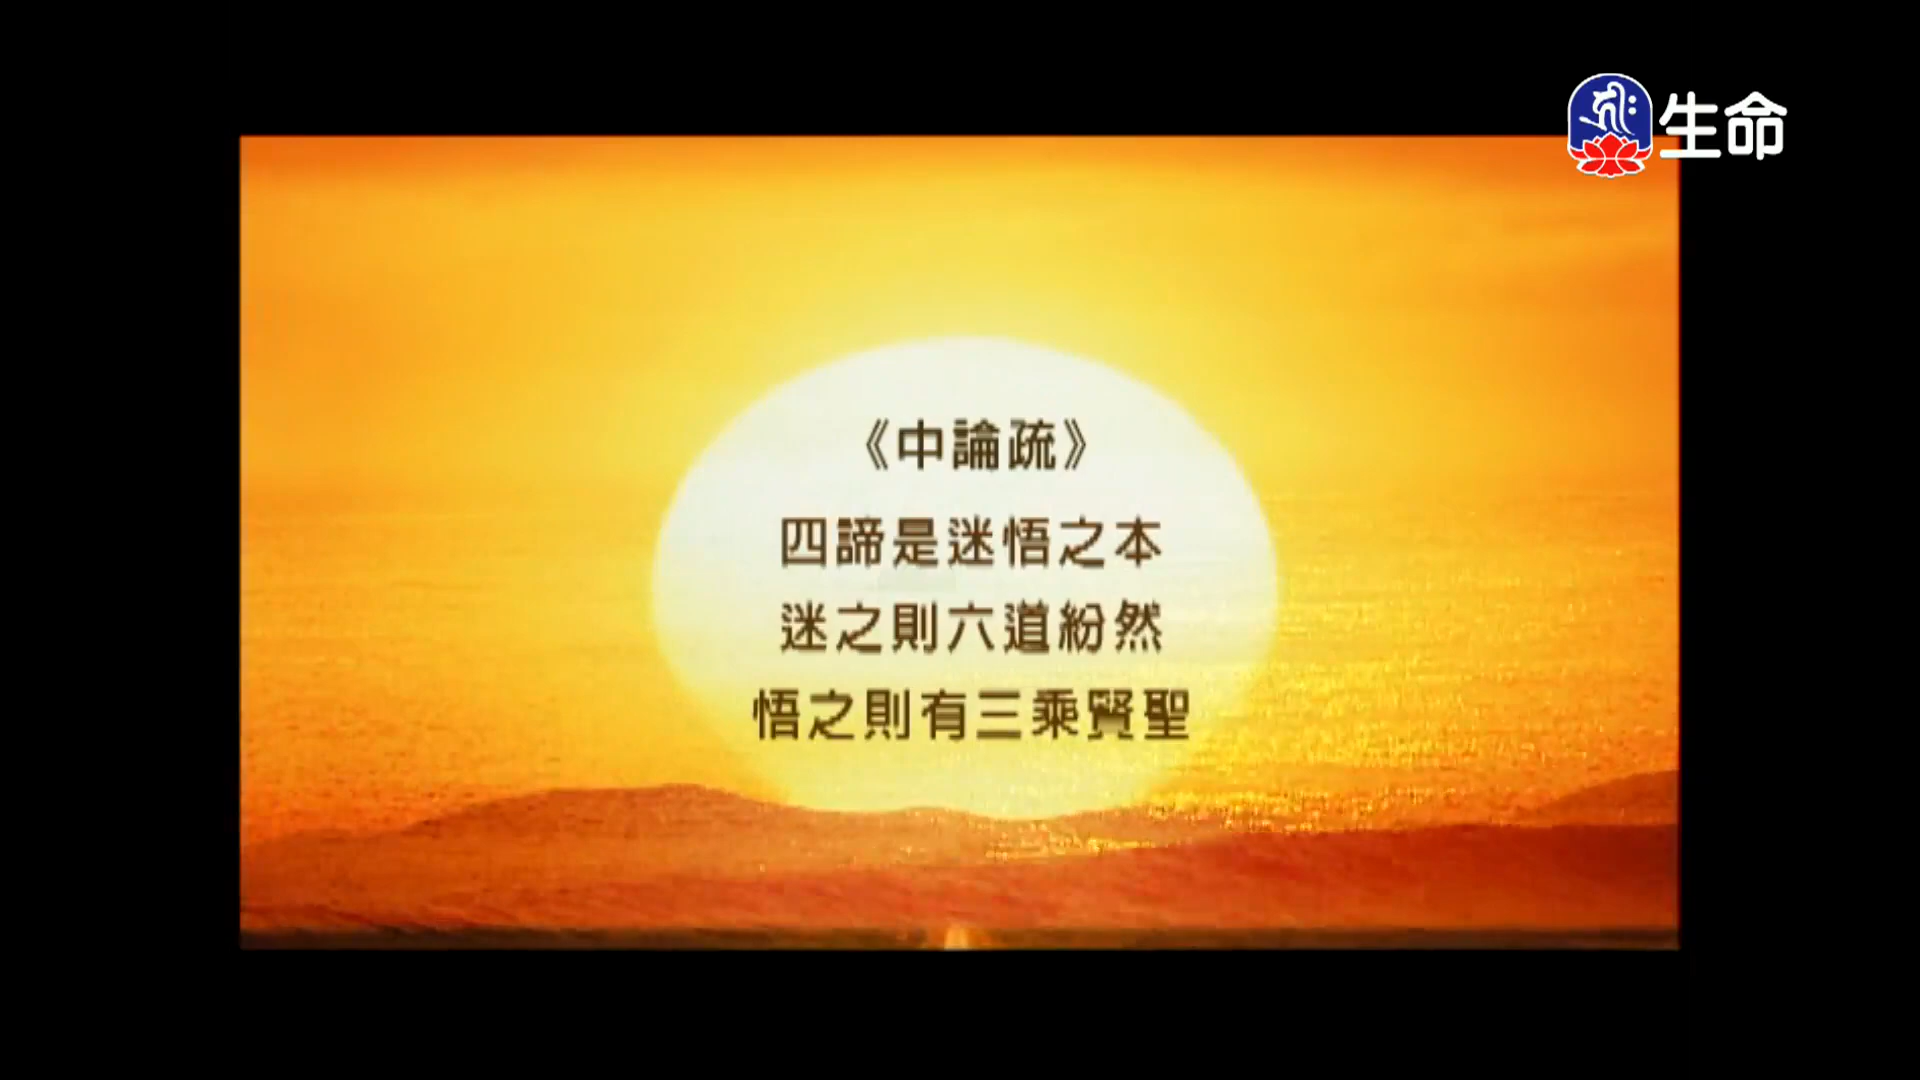 生命
《中論疏》
四諦是迷悟之本
迷之則六道紛然
悟之則有三乘賢聖